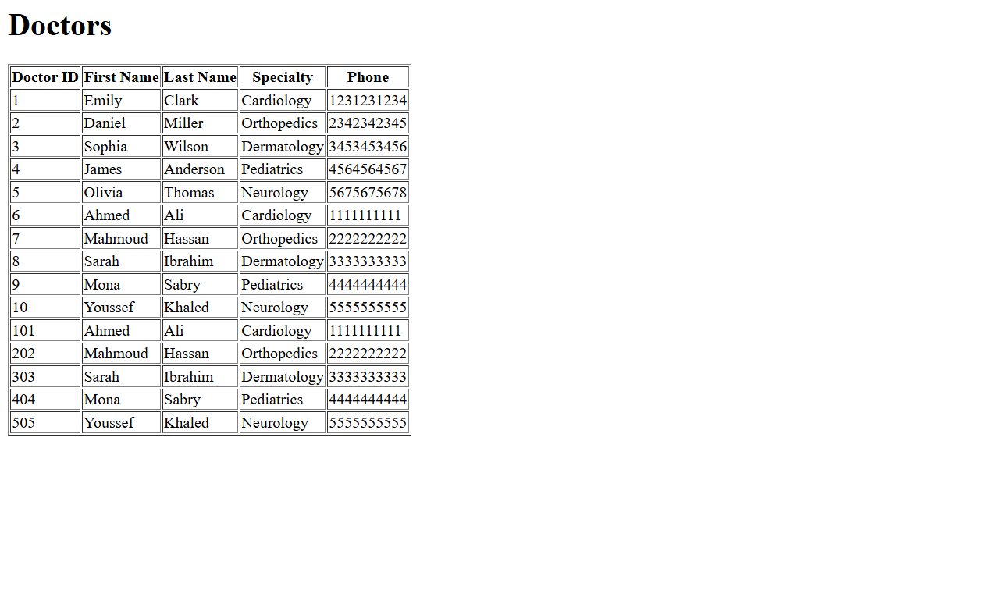 Doctors
Doctor ID First Name Last Name Specialty Phone
1 Emily Clark Cardiology 1231231234
2 Daniel Miller Orthopedics 2342342345
3 Sophia Wilson Dermatology 3453453456
4 James Anderson Pediatrics 4564564567
5 Olivia Thomas Neurology 5675675678
6 Ahmed Ali Cardiology 1111111111
7 Mahmoud Hassan Orthopedics 2222222222
8 Sarah Ibrahim Dermatology 3333333333
9 Mona Sabry Pediatrics 4444444444
10 Youssef Khaled Neurology 5555555555
101 Ahmed Ali Cardiology 1111111111
202 Mahmoud Hassan Orthopedics 2222222222
303 Sarah Ibrahim Dermatology 3333333333
404 Mona Sabry Pediatrics 4444444444
505 Youssef Khaled Neurology 5555555555